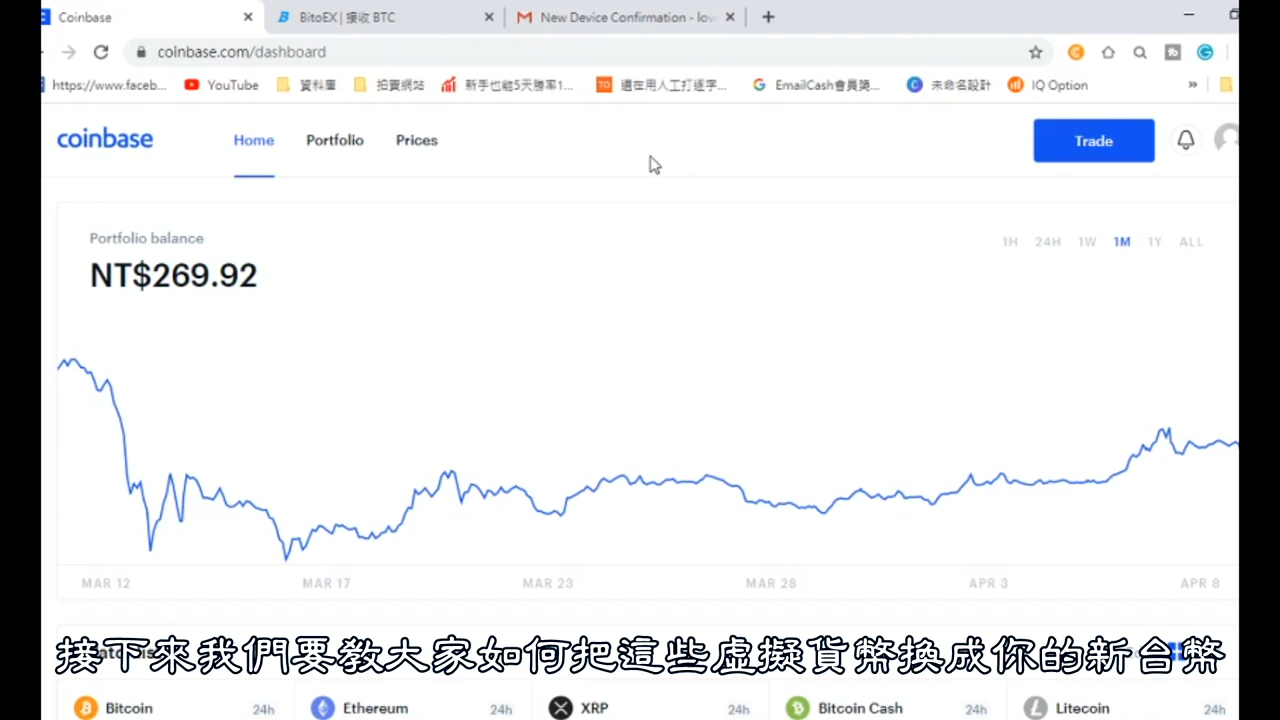 Coinbase
BitoEX | 接收 BTC
New Device Confirmation - lov
coinbase.com/dashboard
https://www.faceb...
YouTube
資料庫
拍賣網站
新手也能5天勝率1...
還在用人工打逐字...
EmailCash會員獎...
未命名設計
IQ Option
coinbase
Home
Portfolio
Prices
Trade
Portfolio balance
NT$269.92
1H 24H 1W 1M 1Y ALL
MAR 12 MAR 17 MAR 23 MAR 28 APR 3 APR 8
接下來我們要教大家如何把這些虛擬貨幣換成你的新台幣
Bitcoin 24h
Ethereum 24h
XRP 24h
Bitcoin Cash 24h
Litecoin 24h